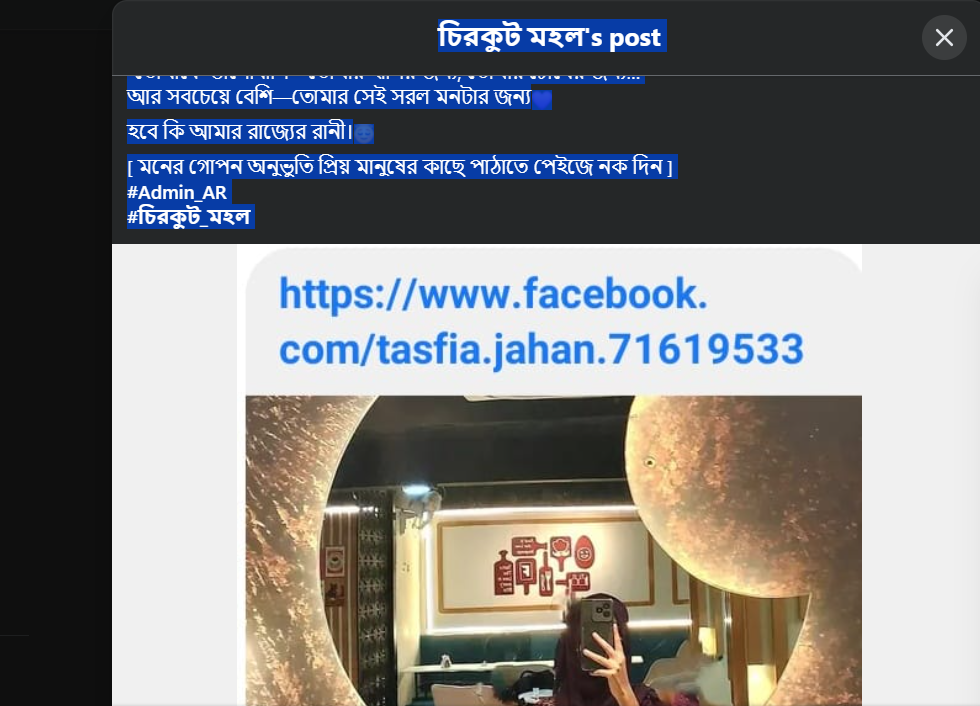 চিরকুট মহল's post
আর সবচেয়ে বেশি—তোমার সেই সরল মনটার জন্য💙
হবে কি আমার রাজ্যের রানী।
[ মনের গোপন অনুভুতি প্রিয় মানুষের কাছে পাঠাতে পেইজে নক দিন ]
#Admin_AR
#চিরকুট_মহল
https://www.facebook.
com/tasfia.jahan.71619533